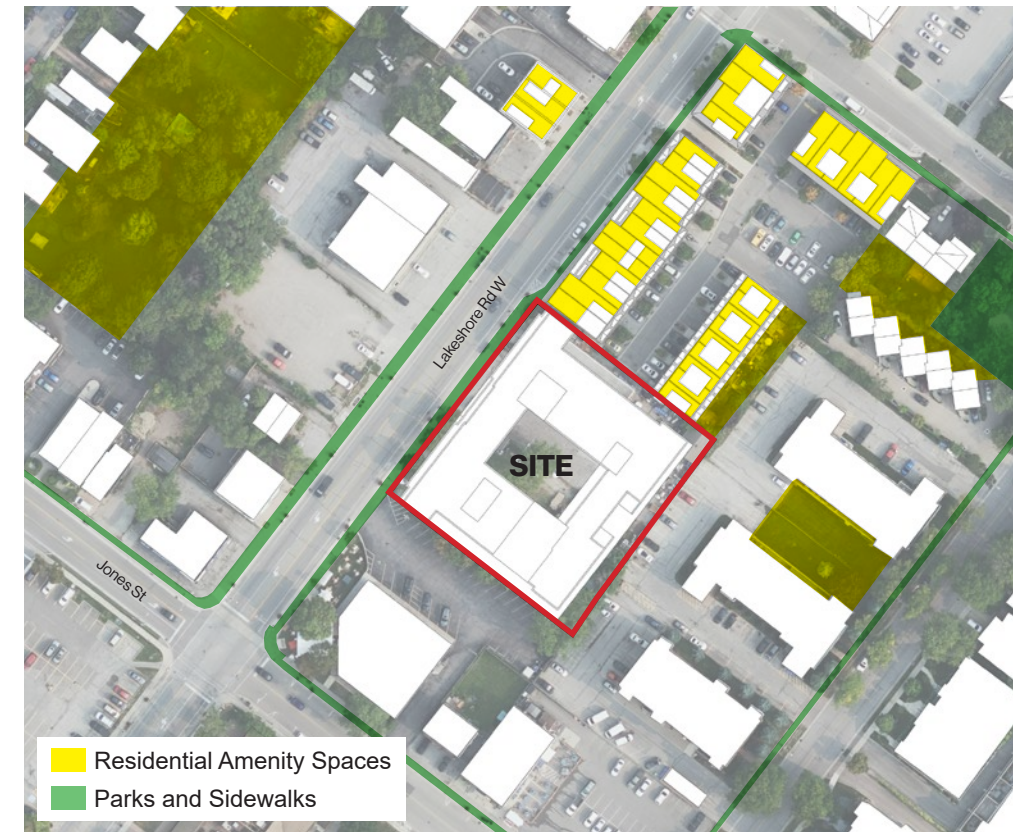 Lakeshore Rd W
SITE
Jones St
Residential Amenity Spaces
Parks and Sidewalks